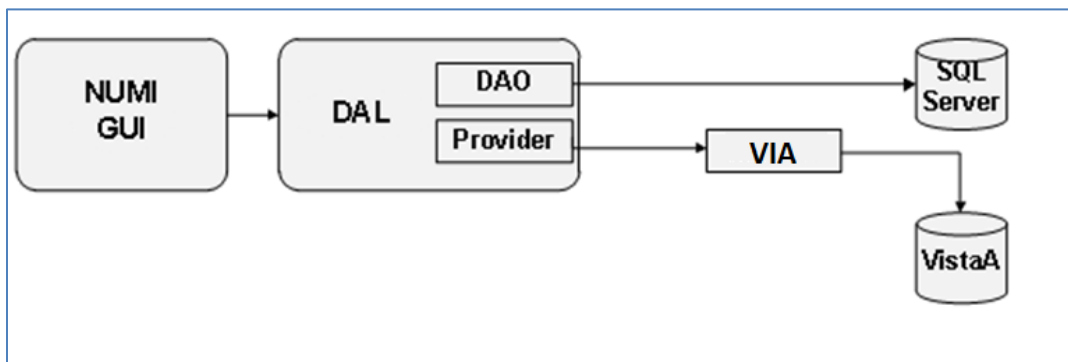 NUMI
GUI
DAL
DAO
Provider
VIA
SQL
Server
VistaA